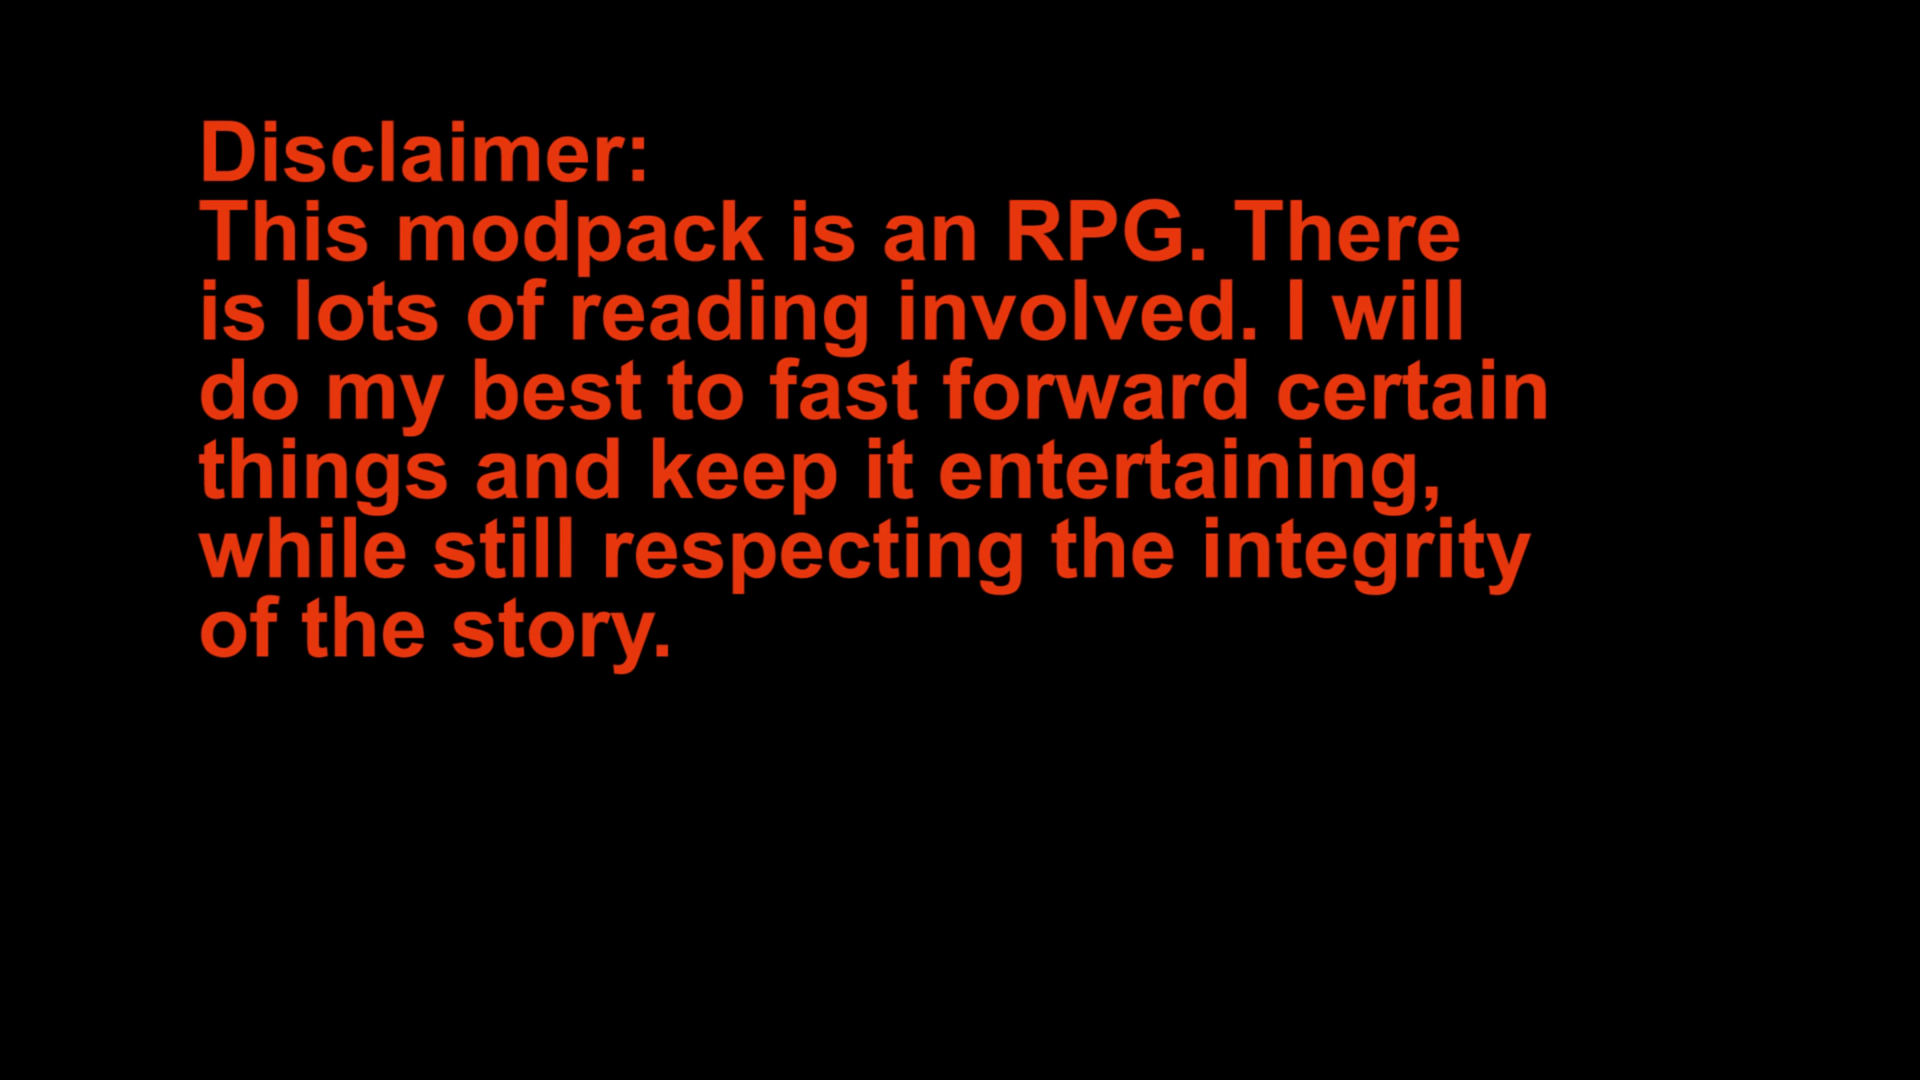 Disclaimer:
This modpack is an RPG. There
is lots of reading involved. I will
do my best to fast forward certain
things and keep it entertaining,
while still respecting the integrity
of the story.